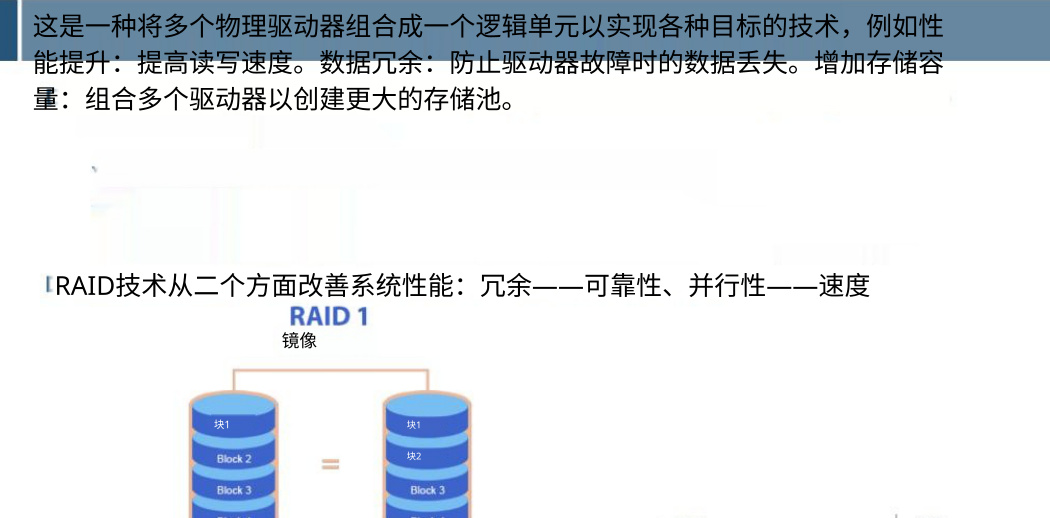 这是一种将多个物理驱动器组合成一个逻辑单元以实现各种目标的技术，例如性
能提升：提高读写速度。数据冗余：防止驱动器故障时的数据丢失。增加存储容
量：组合多个驱动器以创建更大的存储池。
RAID技术从二个方面改善系统性能：冗余——可靠性、并行性——速度
RAID 1
镜像
块1
块1
Block 2
块2
Block 3
Block 3